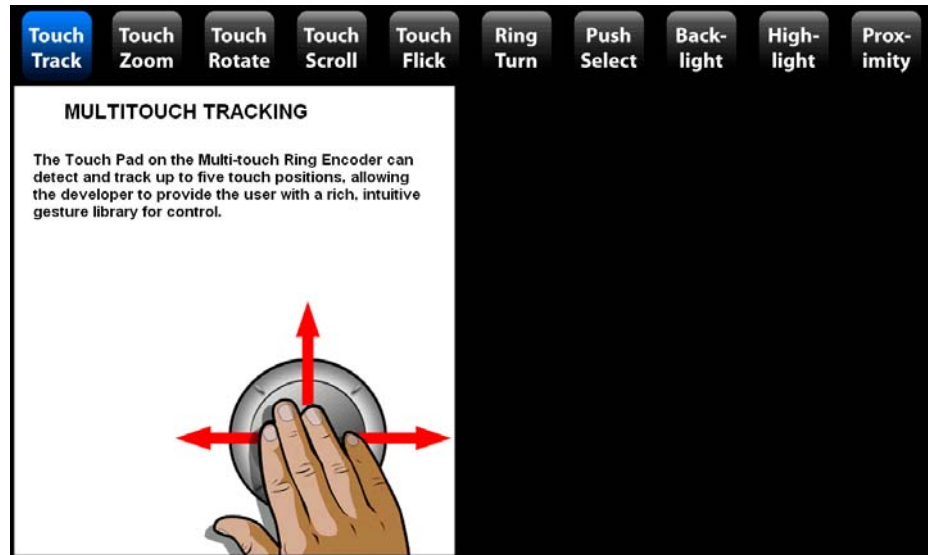 Touch Track
Touch Zoom
Touch Rotate
Touch Scroll
Touch Flick
Ring Turn
Push Select
Back-light
High-light
Prox-imity
MULTITOUCH TRACKING
The Touch Pad on the Multi-touch Ring Encoder can
detect and track up to five touch positions, allowing
the developer to provide the user with a rich, intuitive
gesture library for control.